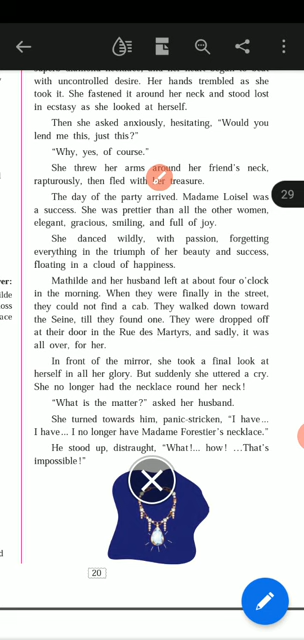 with uncontrolled desire. Her hands trembled as she
took it. She fastened it around her neck and stood lost
in ecstasy as she looked at herself.
Then she asked anxiously, hesitating, “Would you
lend me this, just this?”
“Why, yes, of course.”
She threw her arms around her friend’s neck,
rapturously, then fled with her treasure.
The day of the party arrived. Madame Loisel was
a success. She was prettier than all the other women,
elegant, gracious, smiling, and full of joy.
She danced wildly, with passion, forgetting
everything in the triumph of her beauty and success,
floating in a cloud of happiness.
Mathilde and her husband left at about four o’clock
in the morning. When they were finally in the street,
they could not find a cab. They walked down toward
the Seine, till they found one. They were dropped off
at their door in the Rue des Martyrs, and sadly, it was
all over, for her.
In front of the mirror, she took a final look at
herself in all her glory. But suddenly she uttered a cry.
She no longer had the necklace round her neck!
“What is the matter?” asked her husband.
She turned towards him, panic-stricken, “I have...
I have... I no longer have Madame Forestier’s necklace.”
He stood up, distraught, “What!... how! ...That’s
impossible!”
20
29